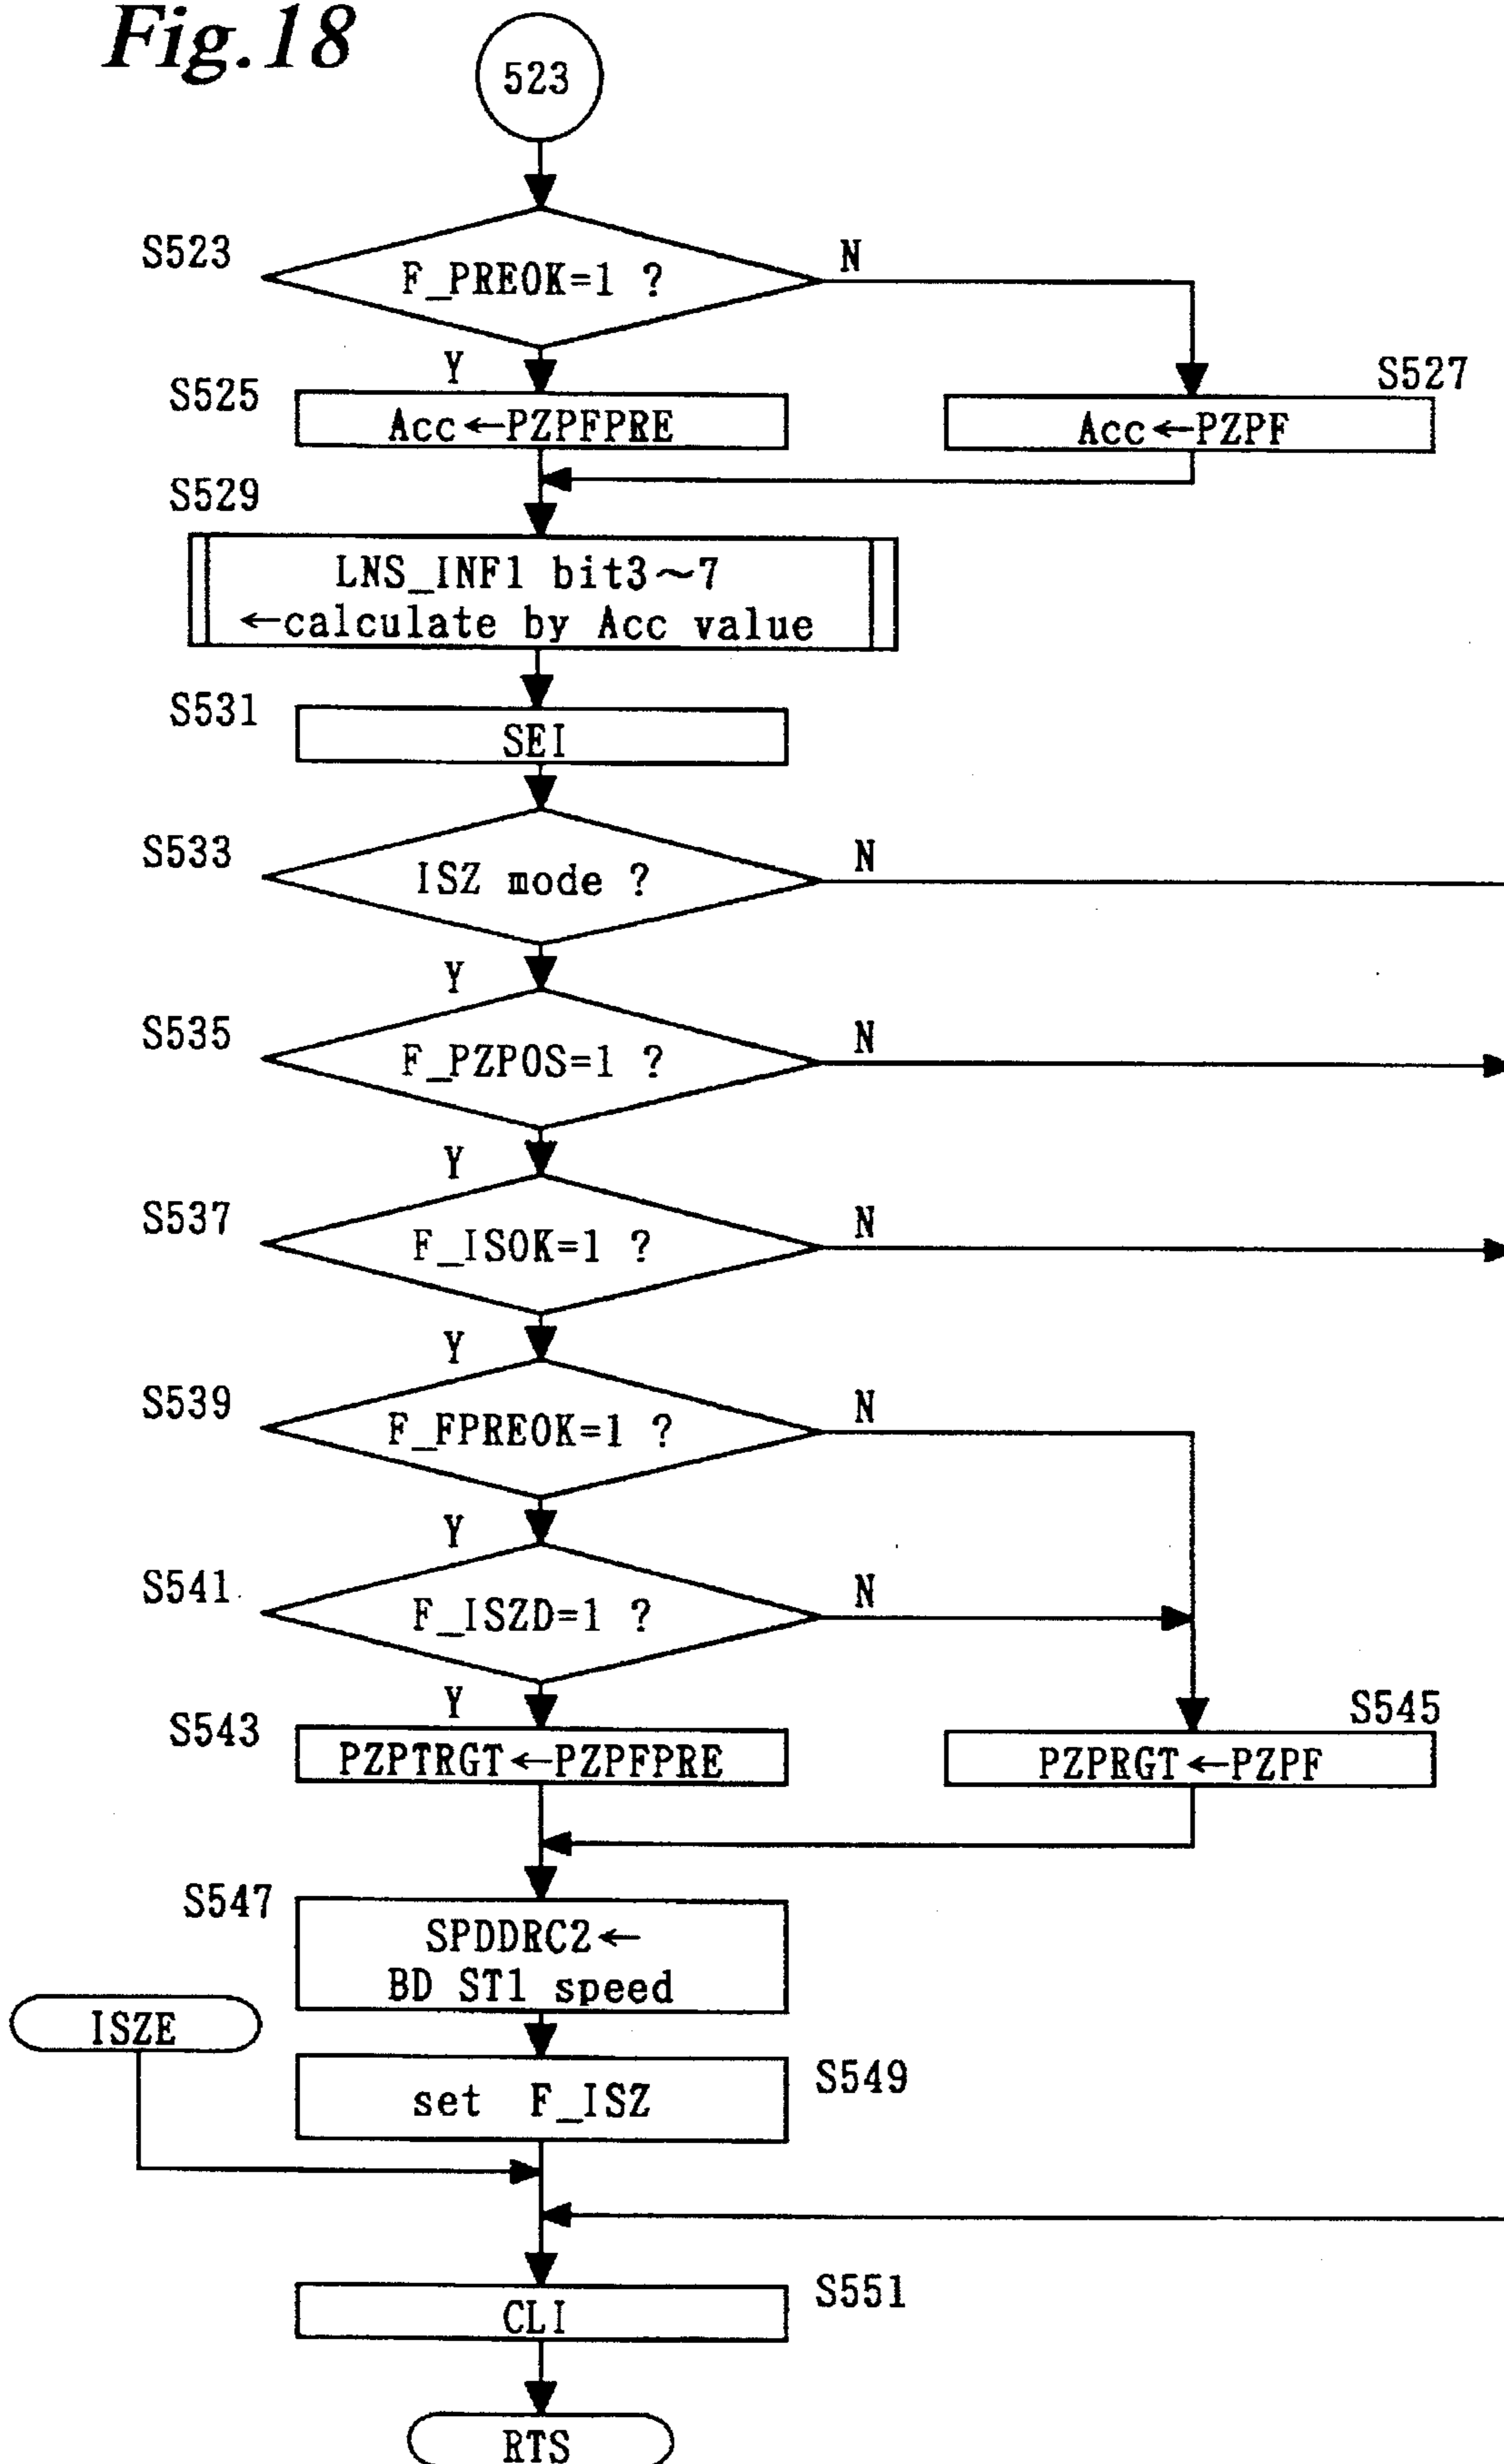 Fig.18
523
S523
F_PREOK=1 ?
N
Y
S525
Acc←PZPFPRE
S527
Acc←PZPF
S529
LNS_INF1 bit3~7
←calculate by Acc value
S531
SEI
S533
ISZ mode ?
N
Y
S535
F_PZPOS=1 ?
N
Y
S537
F_ISOK=1 ?
N
Y
S539
F_FPREOK=1 ?
N
Y
S541
F_ISZD=1 ?
N
Y
S543
PZPTRGT←PZPFPRE
S545
PZPRGT←PZPF
S547
SPDDRC2←
BD ST1 speed
ISZE
set F_ISZ
S549
S551
CLI
RTS